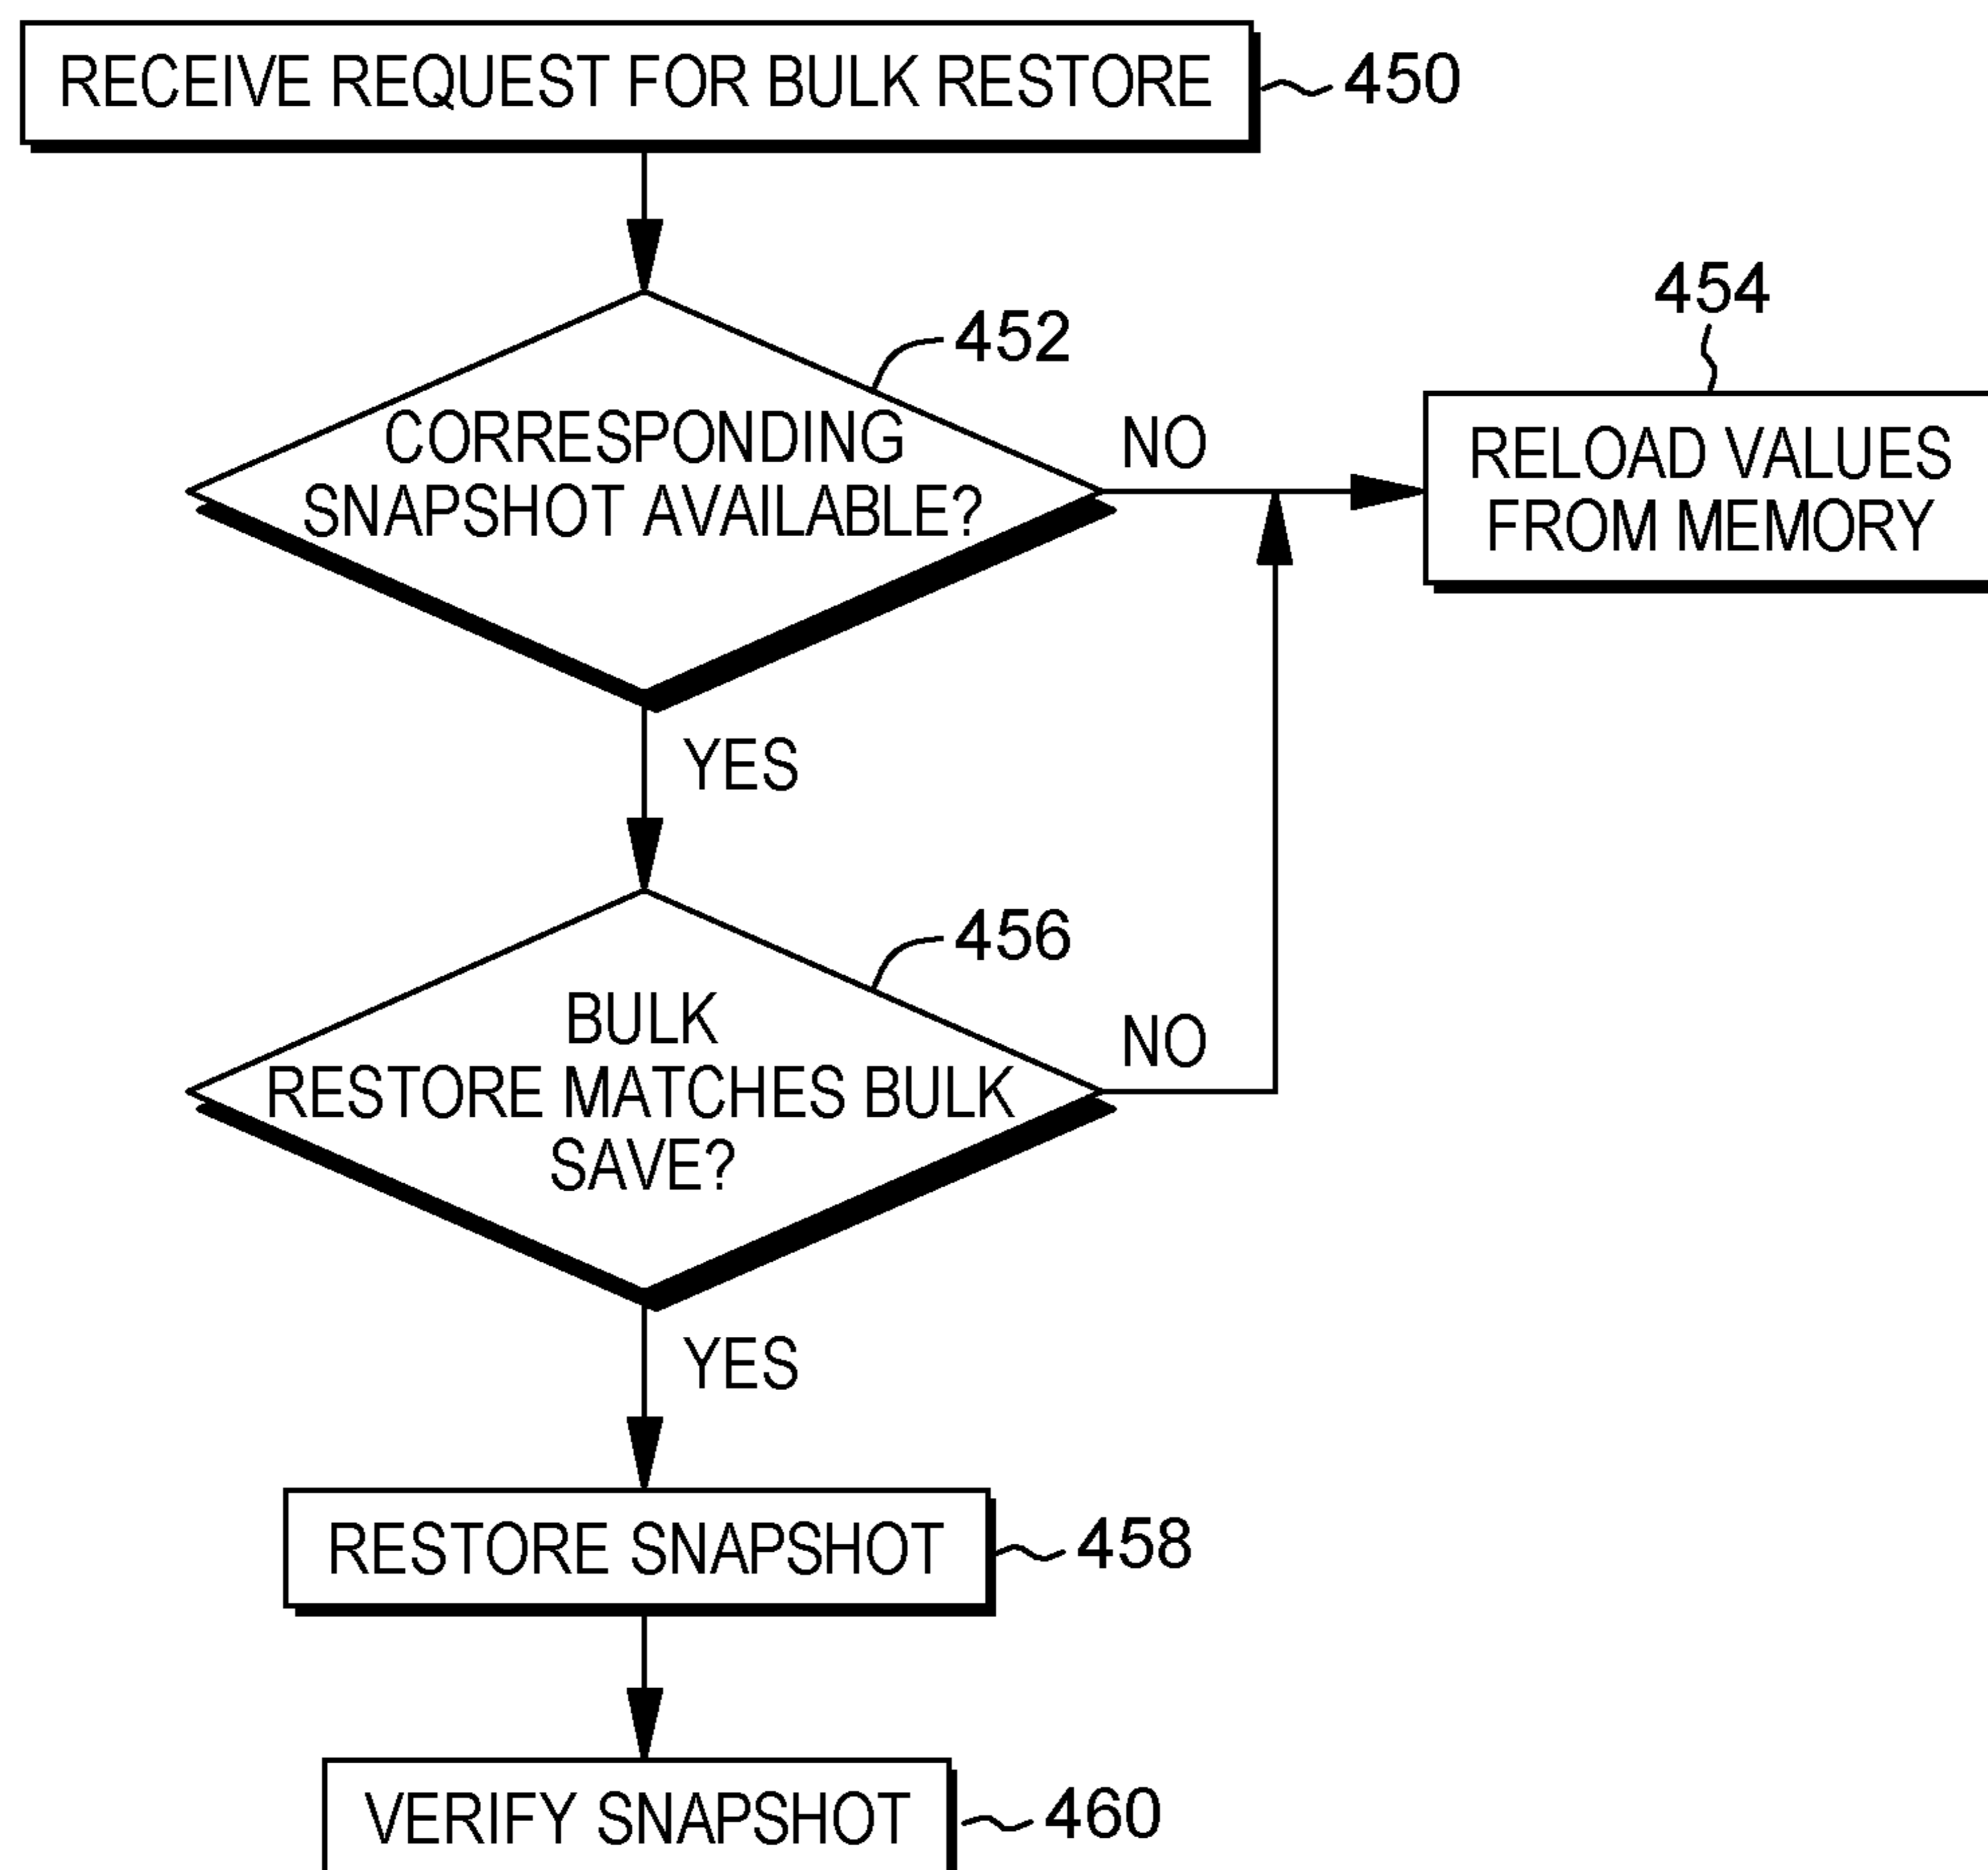 RECEIVE REQUEST FOR BULK RESTORE
450
452
CORRESPONDING
SNAPSHOT AVAILABLE?
NO
454
RELOAD VALUES
FROM MEMORY
YES
456
BULK
RESTORE MATCHES BULK
SAVE?
NO
YES
RESTORE SNAPSHOT
458
VERIFY SNAPSHOT
460